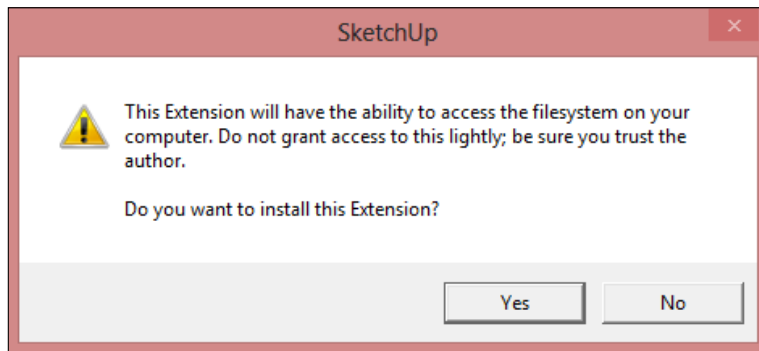 SketchUp
This Extension will have the ability to access the filesystem on your
computer. Do not grant access to this lightly; be sure you trust the
author.
Do you want to install this Extension?
Yes No